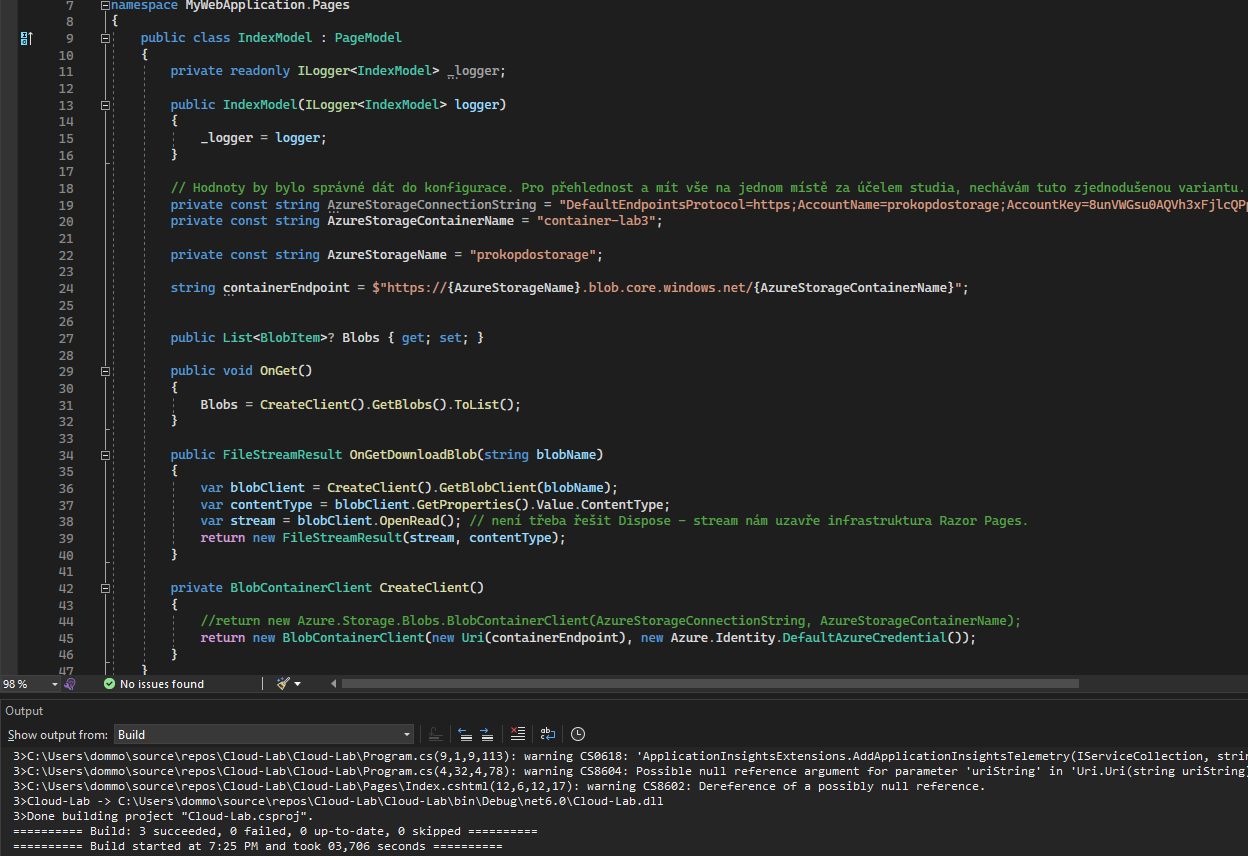 7 namespace MyWebApplication.Pages
8 {
9 public class IndexModel : PageModel
10 {
11 private readonly ILogger<IndexModel> _logger;
12
13 public IndexModel(ILogger<IndexModel> logger)
14 {
15 _logger = logger;
16 }
17
18 // Hodnoty by bylo správné dát do konfigurace. Pro přehlednost a mít vše na jednom místě za účelem studia, nechávám tuto zjednodušenou variantu.
19 private const string AzureStorageConnectionString = "DefaultEndpointsProtocol=https;AccountName=prokopdostorage;AccountKey=
20 private const string AzureStorageContainerName = "container-lab3";
21
22 private const string AzureStorageName = "prokopdostorage";
23
24 string containerEndpoint = $"https://{AzureStorageName}.blob.core.windows.net/{AzureStorageContainerName}";
25
26
27 public List<BlobItem>? Blobs { get; set; }
28
29 public void OnGet()
30 {
31 Blobs = CreateClient().GetBlobs().ToList();
32 }
33
34 public FileStreamResult OnGetDownloadBlob(string blobName)
35 {
36 var blobClient = CreateClient().GetBlobClient(blobName);
37 var contentType = blobClient.GetProperties().Value.ContentType;
38 var stream = blobClient.OpenRead(); // není třeba řešit Dispose - stream nám uzavře infrastruktura Razor Pages.
39 return new FileStreamResult(stream, contentType);
40 }
41
42 private BlobContainerClient CreateClient()
43 {
44 //return new Azure.Storage.Blobs.BlobContainerClient(AzureStorageConnectionString, AzureStorageContainerName);
45 return new BlobContainerClient(new Uri(containerEndpoint), new Azure.Identity.DefaultAzureCredential());
46 }
47 }
98 % No issues found
Output
Show output from: Build
3>C:\Users\dommo\source\repos\Cloud-Lab\Cloud-Lab\Program.cs(9,1,9,113): warning CS0618: 'ApplicationInsightsExtensions.AddApplicationInsightsTelemetry(IServiceCollection, strin
3>C:\Users\dommo\source\repos\Cloud-Lab\Cloud-Lab\Program.cs(4,32,4,78): warning CS8604: Possible null reference argument for parameter 'uriString' in 'Uri.Uri(string uriString)
3>C:\Users\dommo\source\repos\Cloud-Lab\Cloud-Lab\Pages\Index.cshtml(12,6,12,17): warning CS8602: Dereference of a possibly null reference.
3>Cloud-Lab -> C:\Users\dommo\source\repos\Cloud-Lab\Cloud-Lab\bin\Debug\net6.0\Cloud-Lab.dll
3>Done building project "Cloud-Lab.csproj".
========== Build: 3 succeeded, 0 failed, 0 up-to-date, 0 skipped ==========
========== Build started at 7:25 PM and took 03,706 seconds ==========